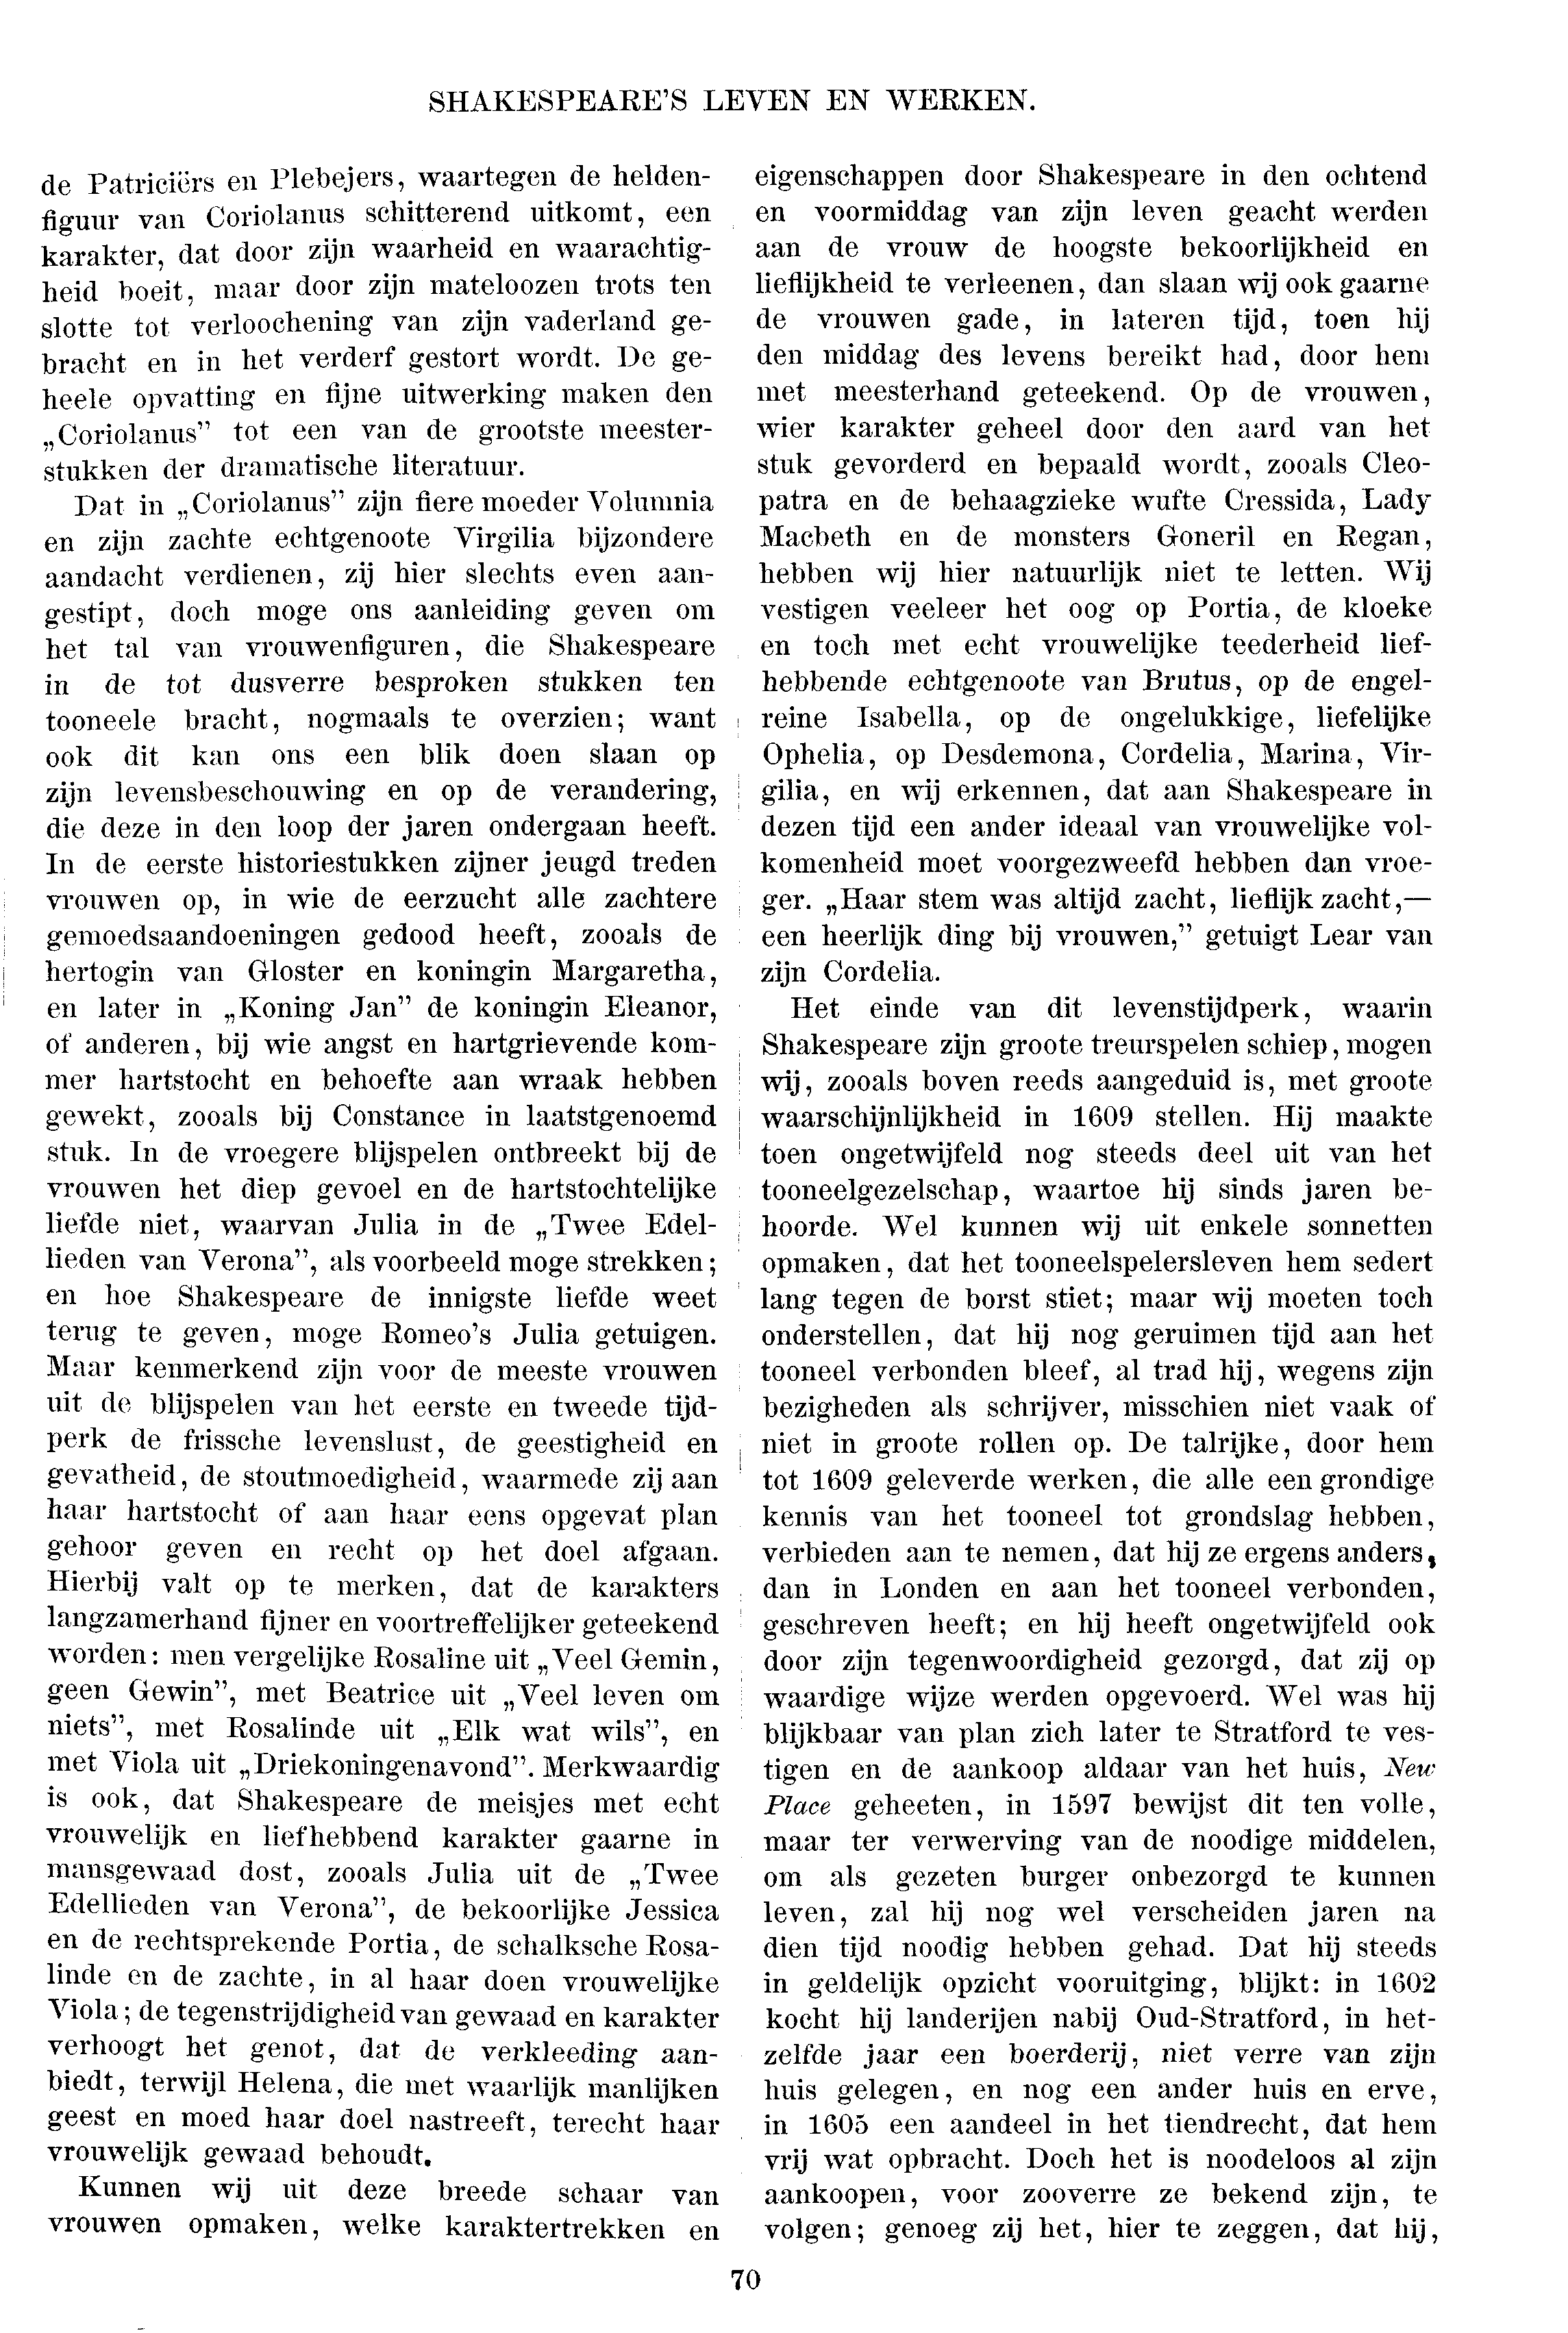 SHAKESPEARE'S LEVEN EN WERKEN.
de Patriciërs en Plebejers, waartegen de helden-
figuur van Coriolanus schitterend uitkomt, een
karakter, dat door zijn waarheid en waarachtig-
heid boeit, maar door zijn mateloozen trots ten
slotte tot verloochening van zijn vaderland ge-
bracht en in het verderf gestort wordt. De ge-
heele opvatting en fijne uitwerking maken den
„Coriolanus” tot een van de grootste meester-
stukken der dramatische literatuur.
Dat in „Coriolanus” zijn fiere moeder Volumnia
en zijn zachte echtgenoote Virgilia bijzondere
aandacht verdienen, zij hier slechts even aan-
gestipt, doch moge ons aanleiding geven om
het tal van vrouwenfiguren, die Shakespeare
in de tot dusverre besproken stukken ten
tooneele bracht, nogmaals te overzien; want
ook dit kan ons een blik doen slaan op
zijn levensbeschouwing en op de verandering,
die deze in den loop der jaren ondergaan heeft.
In de eerste historiestukken zijner jeugd treden
vrouwen op, in wie de eerzucht alle zachtere
gemoedsaandoeningen gedood heeft, zooals de
hertogin van Gloster en koningin Margaretha,
en later in „Koning Jan” de koningin Eleanor,
of anderen, bij wie angst en hartgrievende kom-
mer hartstocht en behoefte aan wraak hebben
gewekt, zooals bij Constance in laatstgenoemd
stuk. In de vroegere blijspelen ontbreekt bij de
vrouwen het diep gevoel en de hartstochtelijke
liefde niet, waarvan Julia in de „Twee Edel-
lieden van Verona”, als voorbeeld moge strekken;
en hoe Shakespeare de innigste liefde weet
terug te geven, moge Romeo's Julia getuigen.
Maar kenmerkend zijn voor de meeste vrouwen
uit de blijspelen van het eerste en tweede tijd-
perk de frissche levenslust, de geestigheid en
gevatheid, de stoutmoedigheid, waarmede zij aan
haar hartstocht of aan haar eens opgevat plan
gehoor geven en recht op het doel afgaan.
Hierbij valt op te merken, dat de karakters
langzamerhand fijner en voortreffelijker geteekend
worden: men vergelijke Rosaline uit „Veel Gemin,
geen Gewin”, met Beatrice uit „Veel leven om
niets”, met Rosalinde uit „Elk wat wils”, en
met Viola uit „Driekoningenavond”. Merkwaardig
is ook, dat Shakespeare de meisjes met echt
vrouwelijk en liefhebbend karakter gaarne in
mansgewaad dost, zooals Julia uit de „Twee
Edellieden van Verona”, de bekoorlijke Jessica
en de rechtsprekende Portia, de schalksche Rosa-
linde en de zachte, in al haar doen vrouwelijke
Viola; de tegenstrijdigheid van gewaad en karakter
verhoogt het genot, dat de verkleeding aan-
biedt, terwijl Helena, die met waarlijk manlijken
geest en moed haar doel nastreeft, terecht haar
vrouwelijk gewaad behoudt.
Kunnen wij uit deze breede schaar van
vrouwen opmaken, welke karaktertrekken en
eigenschappen door Shakespeare in den ochtend
en voormiddag van zijn leven geacht werden
aan de vrouw de hoogste bekoorlijkheid en
lieflijkheid te verleenen, dan slaan wij ook gaarne
de vrouwen gade, in lateren tijd, toen hij
den middag des levens bereikt had, door hem
met meesterhand geteekend. Op de vrouwen,
wier karakter geheel door den aard van het
stuk gevorderd en bepaald wordt, zooals Cleo-
patra en de behaagzieke wufte Cressida, Lady
Macbeth en de monsters Goneril en Regan,
hebben wij hier natuurlijk niet te letten. Wij
vestigen veeleer het oog op Portia, de kloeke
en toch met echt vrouwelijke teederheid lief-
hebbende echtgenoote van Brutus, op de engel-
reine Isabella, op de ongelukkige, liefelijke
Ophelia, op Desdemona, Cordelia, Marina, Vir-
gilia, en wij erkennen, dat aan Shakespeare in
dezen tijd een ander ideaal van vrouwelijke vol-
komenheid moet voorgezweefd hebben dan vroe-
ger. „Haar stem was altijd zacht, lieflijk zacht,—
een heerlijk ding bij vrouwen,” getuigt Lear van
zijn Cordelia.
Het einde van dit levenstijdperk, waarin
Shakespeare zijn groote treurspelen schiep, mogen
wij, zooals boven reeds aangeduid is, met groote
waarschijnlijkheid in 1609 stellen. Hij maakte
toen ongetwijfeld nog steeds deel uit van het
tooneelgezelschap, waartoe hij sinds jaren be-
hoorde. Wel kunnen wij uit enkele sonnetten
opmaken, dat het tooneelspelersleven hem sedert
lang tegen de borst stiet; maar wij moeten toch
onderstellen, dat hij nog geruimen tijd aan het
tooneel verbonden bleef, al trad hij, wegens zijn
bezigheden als schrijver, misschien niet vaak of
niet in groote rollen op. De talrijke, door hem
tot 1609 geleverde werken, die alle een grondige
kennis van het tooneel tot grondslag hebben,
verbieden aan te nemen, dat hij ze ergens anders,
dan in Londen en aan het tooneel verbonden,
geschreven heeft; en hij heeft ongetwijfeld ook
door zijn tegenwoordigheid gezorgd, dat zij op
waardige wijze werden opgevoerd. Wel was hij
blijkbaar van plan zich later te Stratford te ves-
tigen en de aankoop aldaar van het huis, New
Place geheeten, in 1597 bewijst dit ten volle,
maar ter verwerving van de noodige middelen,
om als gezeten burger onbezorgd te kunnen
leven, zal hij nog wel verscheiden jaren na
dien tijd noodig hebben gehad. Dat hij steeds
in geldelijk opzicht vooruitging, blijkt: in 1602
kocht hij landerijen nabij Oud-Stratford, in het-
zelfde jaar een boerderij, niet verre van zijn
huis gelegen, en nog een ander huis en erve,
in 1605 een aandeel in het tiendrecht, dat hem
vrij wat opbracht. Doch het is noodeloos al zijn
aankoopen, voor zooverre ze bekend zijn, te
volgen; genoeg zij het, hier te zeggen, dat hij,
70